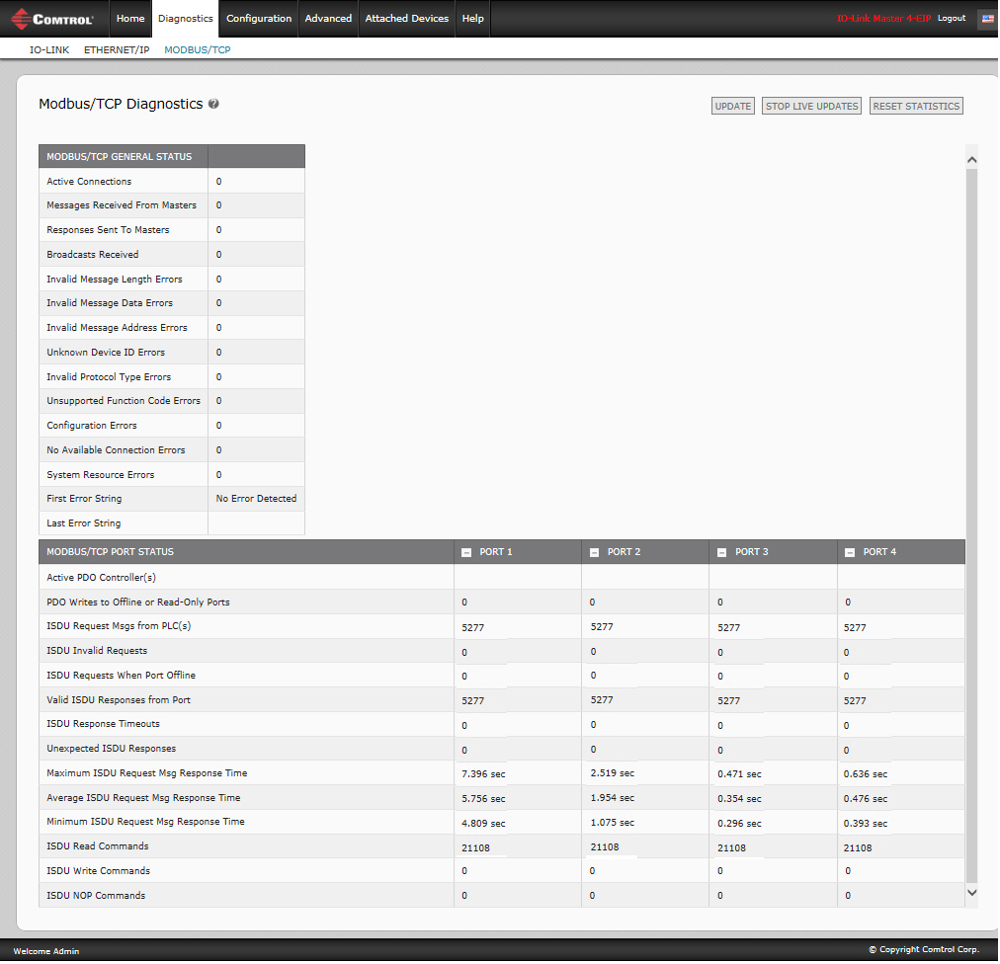 COMTROL Home Diagnostics Configuration Advanced Attached Devices Help IO-Link Master 4-EIP Logout
IO-LINK ETHERNET/IP MODBUS/TCP
Modbus/TCP Diagnostics ? UPDATE STOP LIVE UPDATES RESET STATISTICS
MODBUS/TCP GENERAL STATUS
Active Connections 0
Messages Received From Masters 0
Responses Sent To Masters 0
Broadcasts Received 0
Invalid Message Length Errors 0
Invalid Message Data Errors 0
Invalid Message Address Errors 0
Unknown Device ID Errors 0
Invalid Protocol Type Errors 0
Unsupported Function Code Errors 0
Configuration Errors 0
No Available Connection Errors 0
System Resource Errors 0
First Error String No Error Detected
Last Error String
MODBUS/TCP PORT STATUS PORT 1 PORT 2 PORT 3 PORT 4
Active PDO Controller(s)
PDO Writes to Offline or Read-Only Ports 0 0 0 0
ISDU Request Msgs from PLC(s) 5277 5277 5277 5277
ISDU Invalid Requests 0 0 0 0
ISDU Requests When Port Offline 0 0 0 0
Valid ISDU Responses from Port 5277 5277 5277 5277
ISDU Response Timeouts 0 0 0 0
Unexpected ISDU Responses 0 0 0 0
Maximum ISDU Request Msg Response Time 7.396 sec 2.519 sec 0.471 sec 0.636 sec
Average ISDU Request Msg Response Time 5.756 sec 1.954 sec 0.354 sec 0.476 sec
Minimum ISDU Request Msg Response Time 4.809 sec 1.075 sec 0.296 sec 0.393 sec
ISDU Read Commands 21108 21108 21108 21108
ISDU Write Commands 0 0 0 0
ISDU NOP Commands 0 0 0 0
Welcome Admin © Copyright Comtrol Corp.